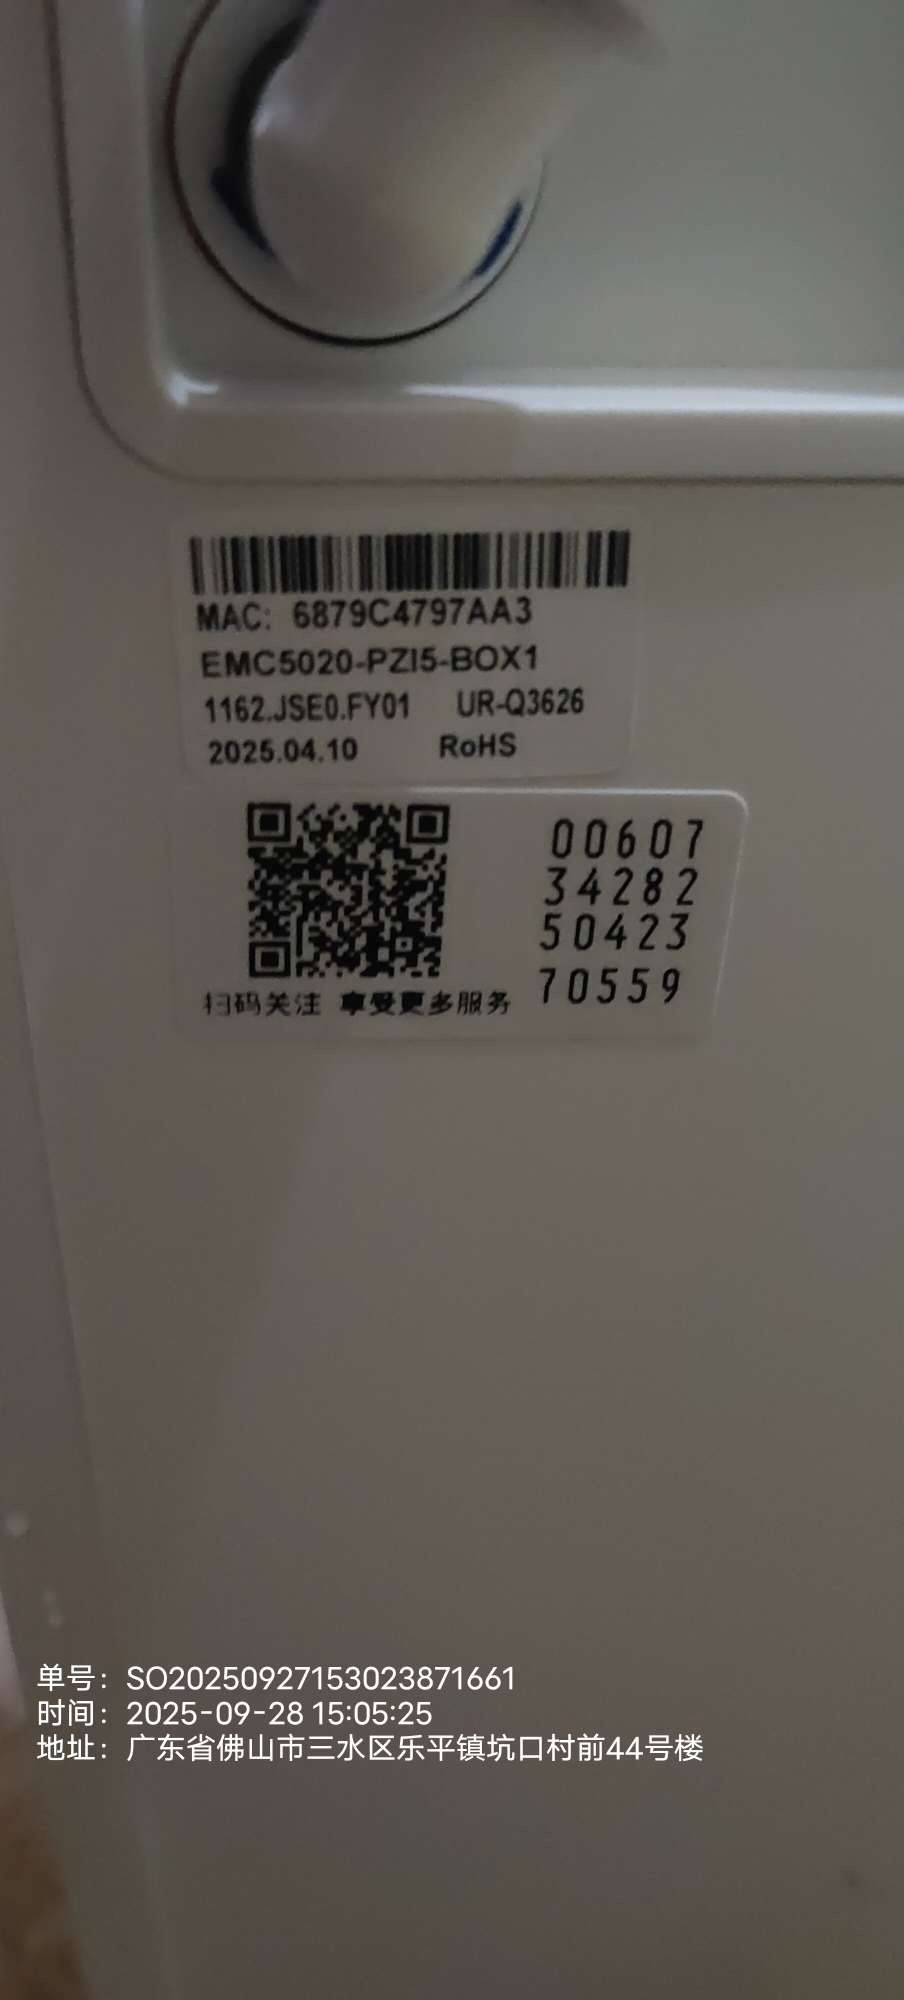 MAC: 6879C4797AA3
EMC5020-PZI5-BOX1
1162.JSE0.FY01 UR-Q3626
2025.04.10 RoHS
00607
34282
50423
70559
扫码关注 享受更多服务
单号：SO20250927153023871661
时间：2025-09-28 15:05:25
地址：广东省佛山市三水区乐平镇坑口村前44号楼